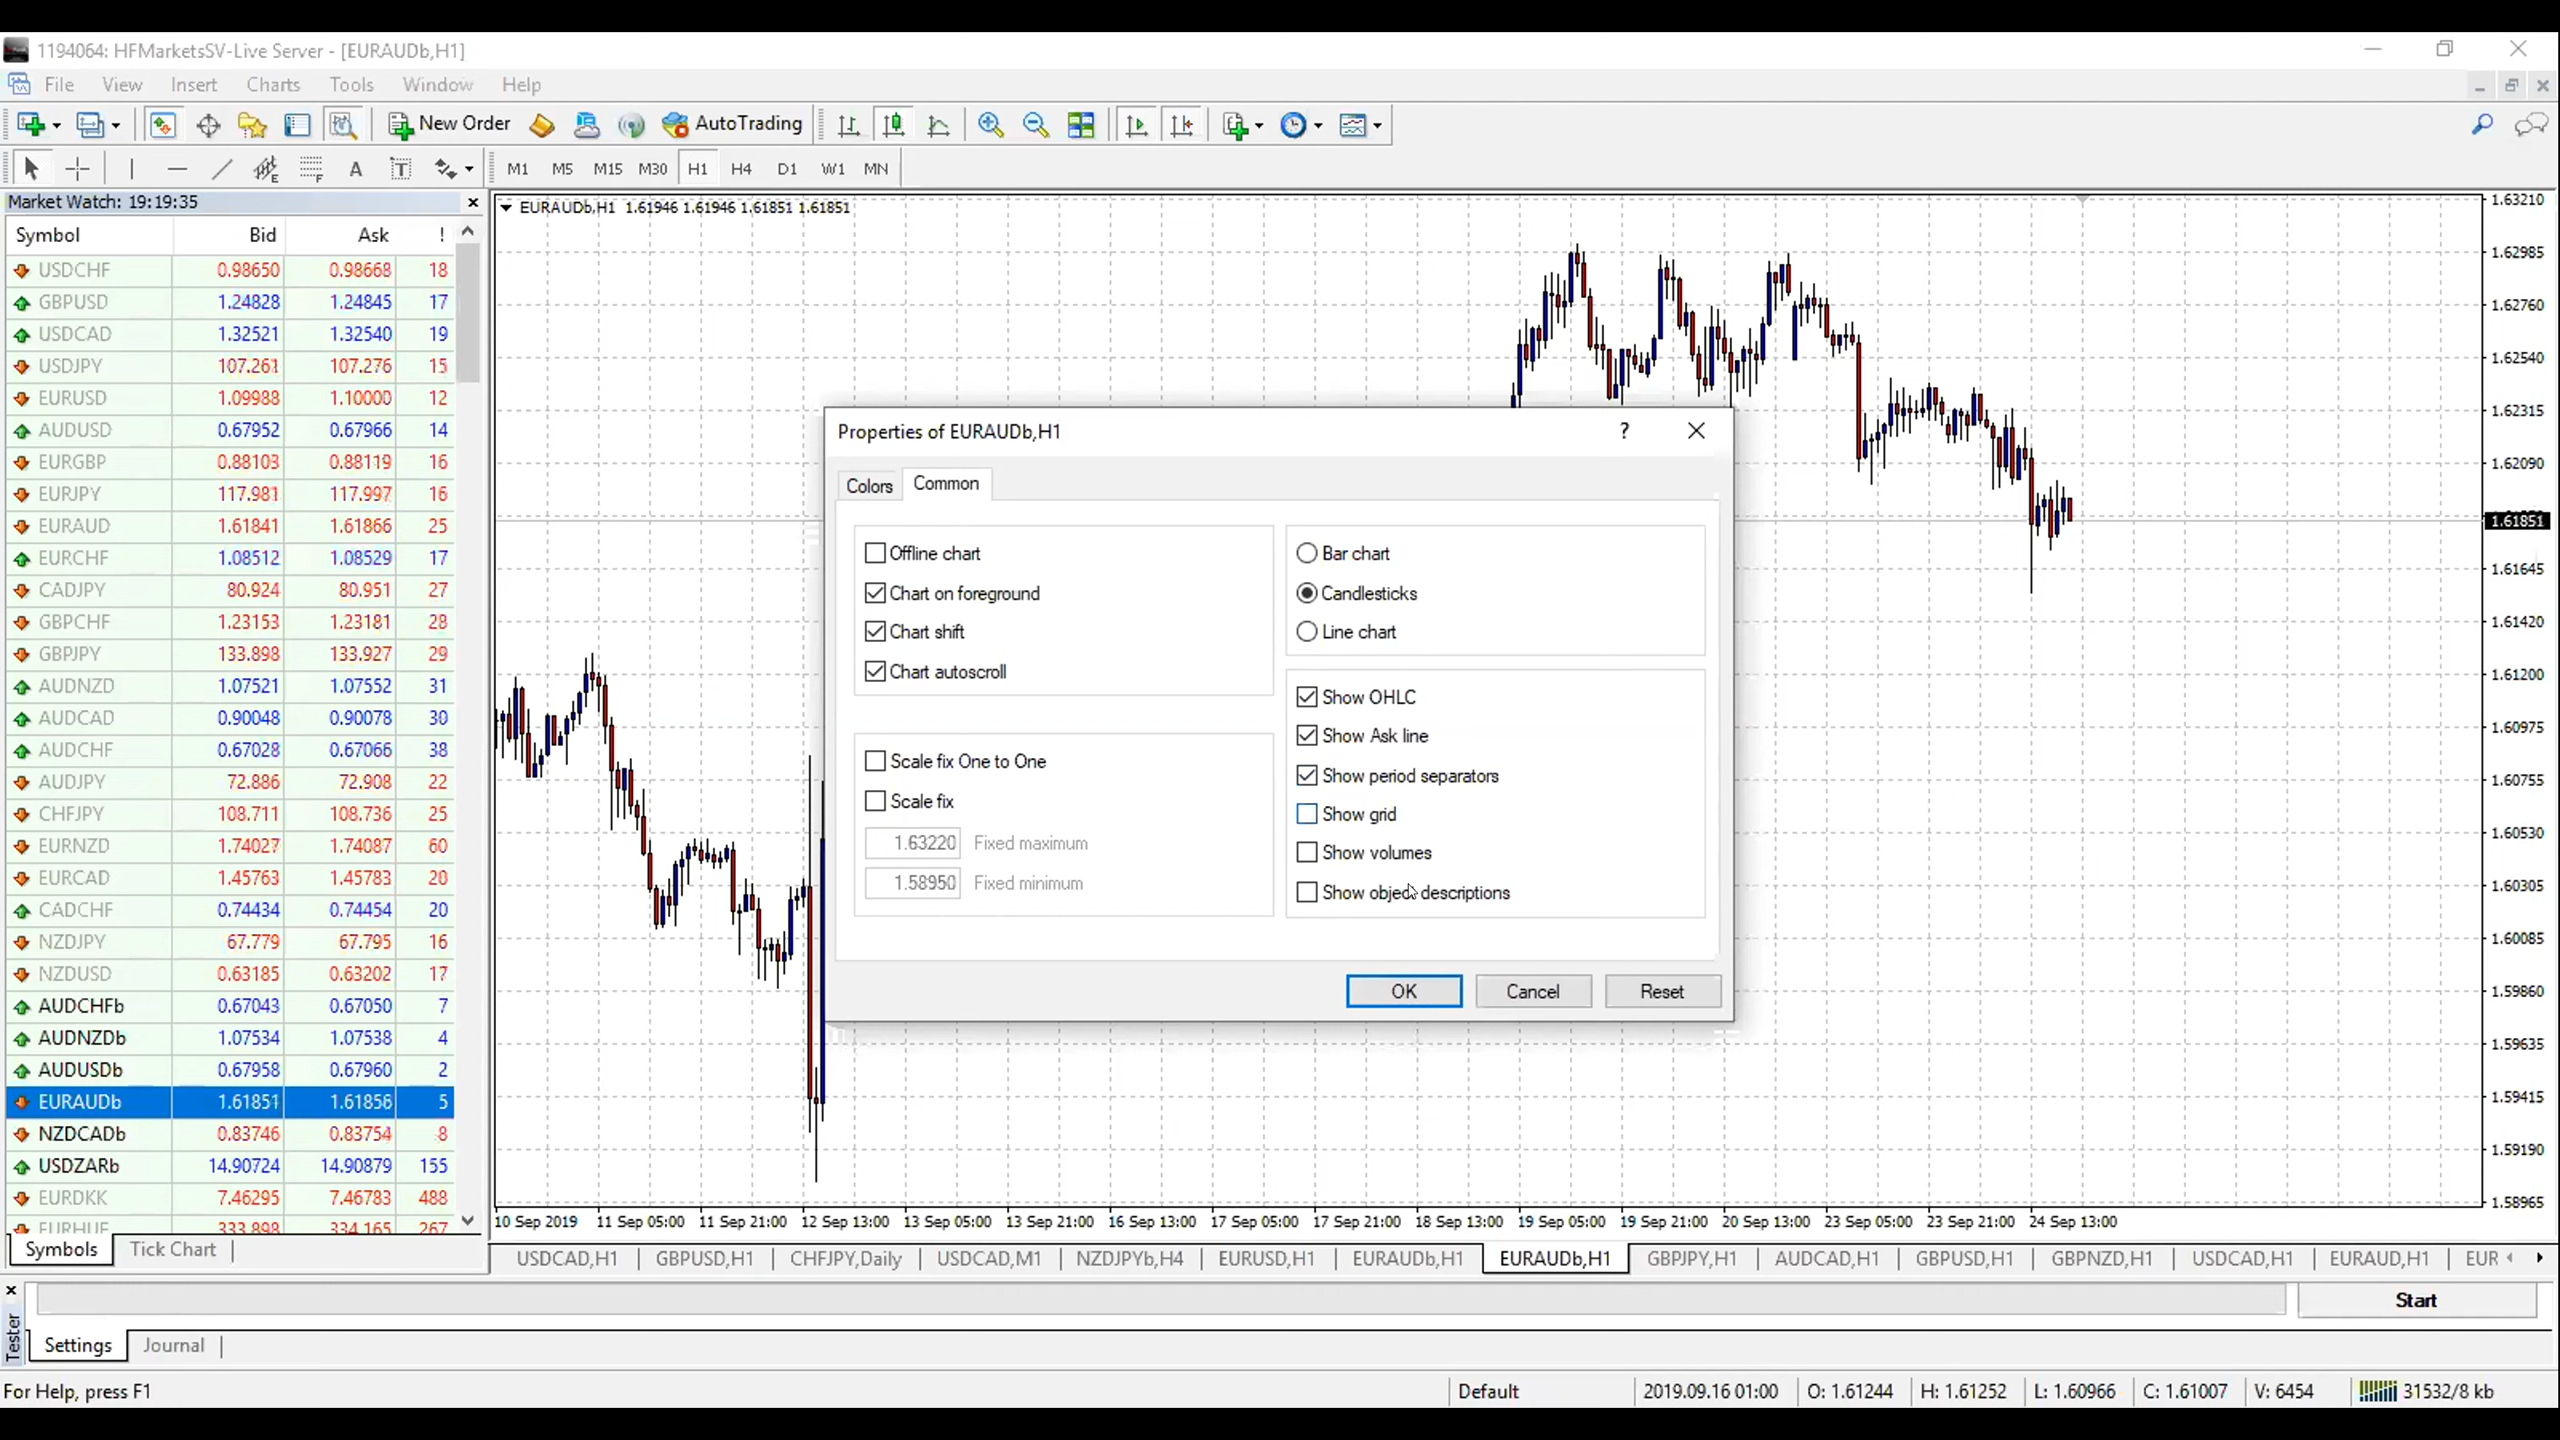 1194064: HFMarketsSV-Live Server - [EURAUDb,H1]
File View Insert Charts Tools Window Help
New Order AutoTrading
M1 M5 M15 M30 H1 H4 D1 W1 MN
Market Watch: 19:19:35
Symbol Bid Ask !
USDCHF 0.98650 0.98668 18
GBPUSD 1.24828 1.24845 17
USDCAD 1.32521 1.32540 19
USDJPY 107.261 107.276 15
EURUSD 1.09988 1.10000 12
AUDUSD 0.67952 0.67966 14
EURGBP 0.88103 0.88119 16
EURJPY 117.981 117.997 16
EURAUD 1.61841 1.61866 25
EURCHF 1.08512 1.08529 17
CADJPY 80.924 80.951 27
GBPCHF 1.23153 1.23181 28
GBPJPY 133.898 133.927 29
AUDNZD 1.07521 1.07552 31
AUDCAD 0.90048 0.90078 30
AUDCHF 0.67028 0.67066 38
AUDJPY 72.886 72.908 22
CHFJPY 108.711 108.736 25
EURNZD 1.74027 1.74087 60
EURCAD 1.45763 1.45783 20
CADCHF 0.74434 0.74454 20
NZDJPY 67.779 67.795 16
NZDUSD 0.63185 0.63202 17
AUDCHFb 0.67043 0.67050 7
AUDNZDb 1.07534 1.07538 4
AUDUSDb 0.67958 0.67960 2
EURAUDb 1.61851 1.61856 5
NZDCADb 0.83746 0.83754 8
USDZARb 14.90724 14.90879 155
EURDKK 7.46295 7.46783 488
EURHUF 333.898 334.165 267
Symbols Tick Chart
EURAUDb,H1 1.61946 1.61946 1.61851 1.61851
1.63210
1.62985
1.62760
1.62540
1.62315
1.62090
1.61851
1.61645
1.61420
1.61200
1.60975
1.60755
1.60530
1.60305
1.60085
1.59860
1.59635
1.59415
1.59190
1.58965
Properties of EURAUDb,H1 ?
Colors Common
Offline chart
Chart on foreground
Chart shift
Chart autoscroll
Scale fix One to One
Scale fix
1.63220 Fixed maximum
1.58950 Fixed minimum
Bar chart
Candlesticks
Line chart
Show OHLC
Show Ask line
Show period separators
Show grid
Show volumes
Show object descriptions
OK Cancel Reset
10 Sep 2019 11 Sep 05:00 11 Sep 21:00 12 Sep 13:00 13 Sep 05:00 13 Sep 21:00 16 Sep 13:00 17 Sep 05:00 17 Sep 21:00 18 Sep 13:00 19 Sep 05:00 19 Sep 21:00 20 Sep 13:00 23 Sep 05:00 23 Sep 21:00 24 Sep 13:00
USDCAD,H1 GBPUSD,H1 CHFJPY,Daily USDCAD,M1 NZDJPYb,H4 EURUSD,H1 EURAUDb,H1 EURAUDb,H1 GBPJPY,H1 AUDCAD,H1 GBPUSD,H1 GBPNZD,H1 USDCAD,H1 EURAUD,H1 EUR
Start
Tester
Settings Journal
For Help, press F1 Default 2019.09.16 01:00 O: 1.61244 H: 1.61252 L: 1.60966 C: 1.61007 V: 6454 31532/8 kb